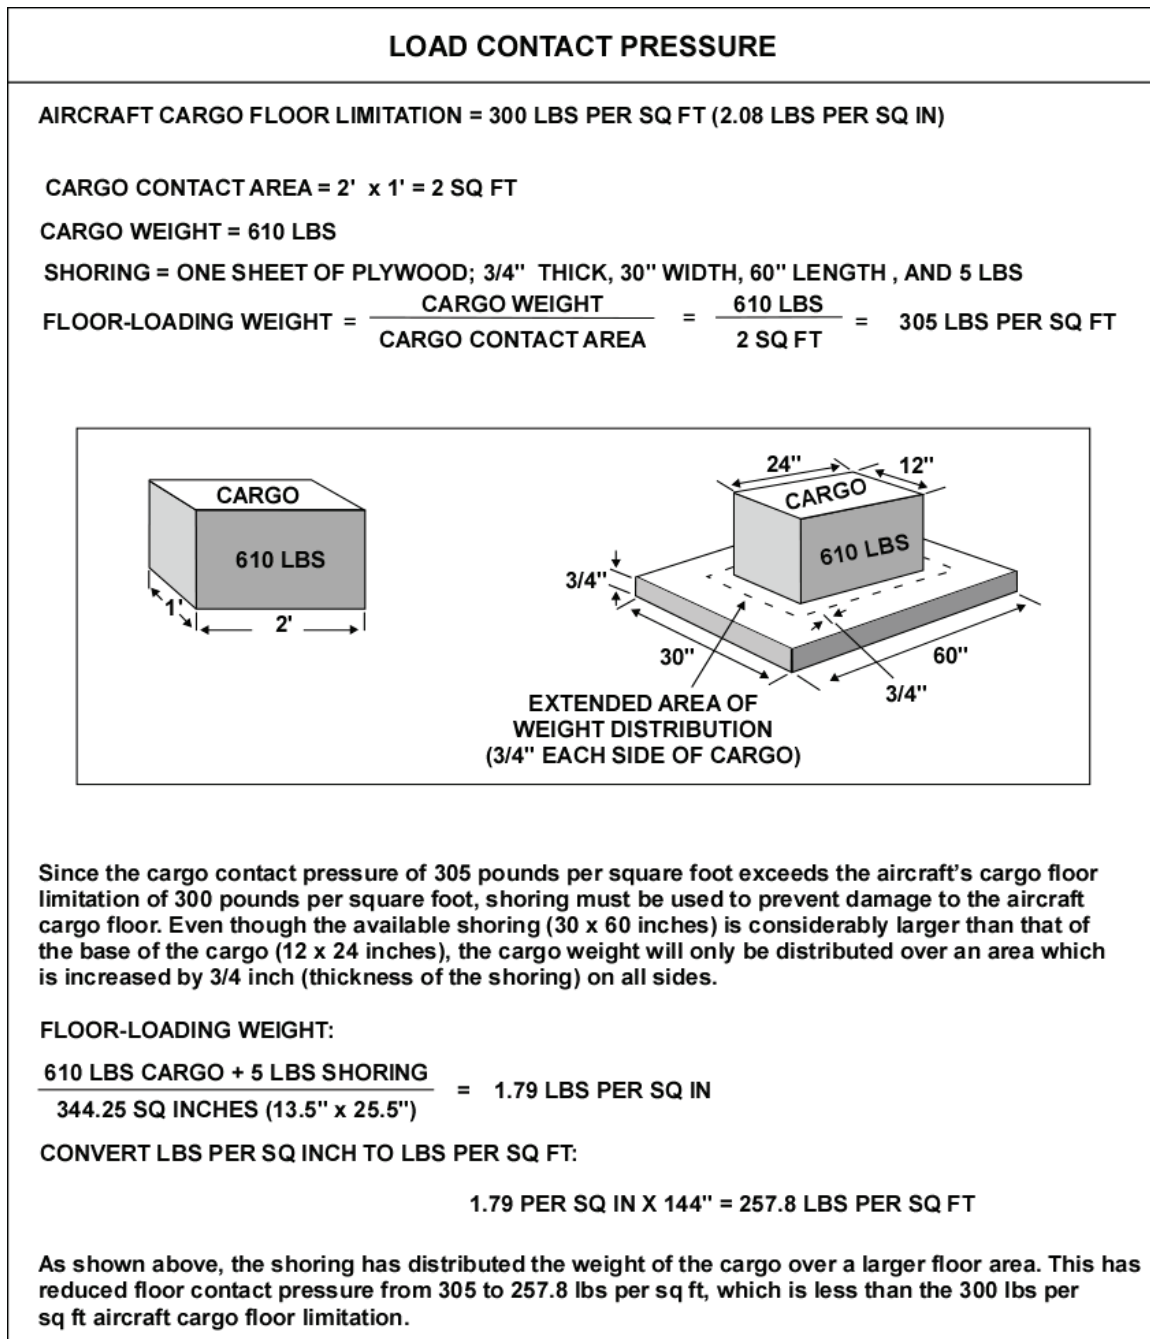 LOAD CONTACT PRESSURE
AIRCRAFT CARGO FLOOR LIMITATION = 300 LBS PER SQ FT (2.08 LBS PER SQ IN)
CARGO CONTACT AREA = 2' x 1' = 2 SQ FT
CARGO WEIGHT = 610 LBS
SHORING = ONE SHEET OF PLYWOOD; 3/4" THICK, 30" WIDTH, 60" LENGTH , AND 5 LBS
FLOOR-LOADING WEIGHT = CARGO WEIGHT = 610 LBS = 305 LBS PER SQ FT
CARGO CONTACT AREA 2 SQ FT
CARGO
610 LBS
1'
2'
24"
12"
CARGO
610 LBS
3/4"
30"
60"
3/4"
EXTENDED AREA OF
WEIGHT DISTRIBUTION
(3/4" EACH SIDE OF CARGO)
Since the cargo contact pressure of 305 pounds per square foot exceeds the aircraft's cargo floor
limitation of 300 pounds per square foot, shoring must be used to prevent damage to the aircraft
cargo floor. Even though the available shoring (30 x 60 inches) is considerably larger than that of
the base of the cargo (12 x 24 inches), the cargo weight will only be distributed over an area which
is increased by 3/4 inch (thickness of the shoring) on all sides.
FLOOR-LOADING WEIGHT:
610 LBS CARGO + 5 LBS SHORING = 1.79 LBS PER SQ IN
344.25 SQ INCHES (13.5" x 25.5")
CONVERT LBS PER SQ INCH TO LBS PER SQ FT:
1.79 PER SQ IN X 144" = 257.8 LBS PER SQ FT
As shown above, the shoring has distributed the weight of the cargo over a larger floor area. This has
reduced floor contact pressure from 305 to 257.8 lbs per sq ft, which is less than the 300 lbs per
sq ft aircraft cargo floor limitation.